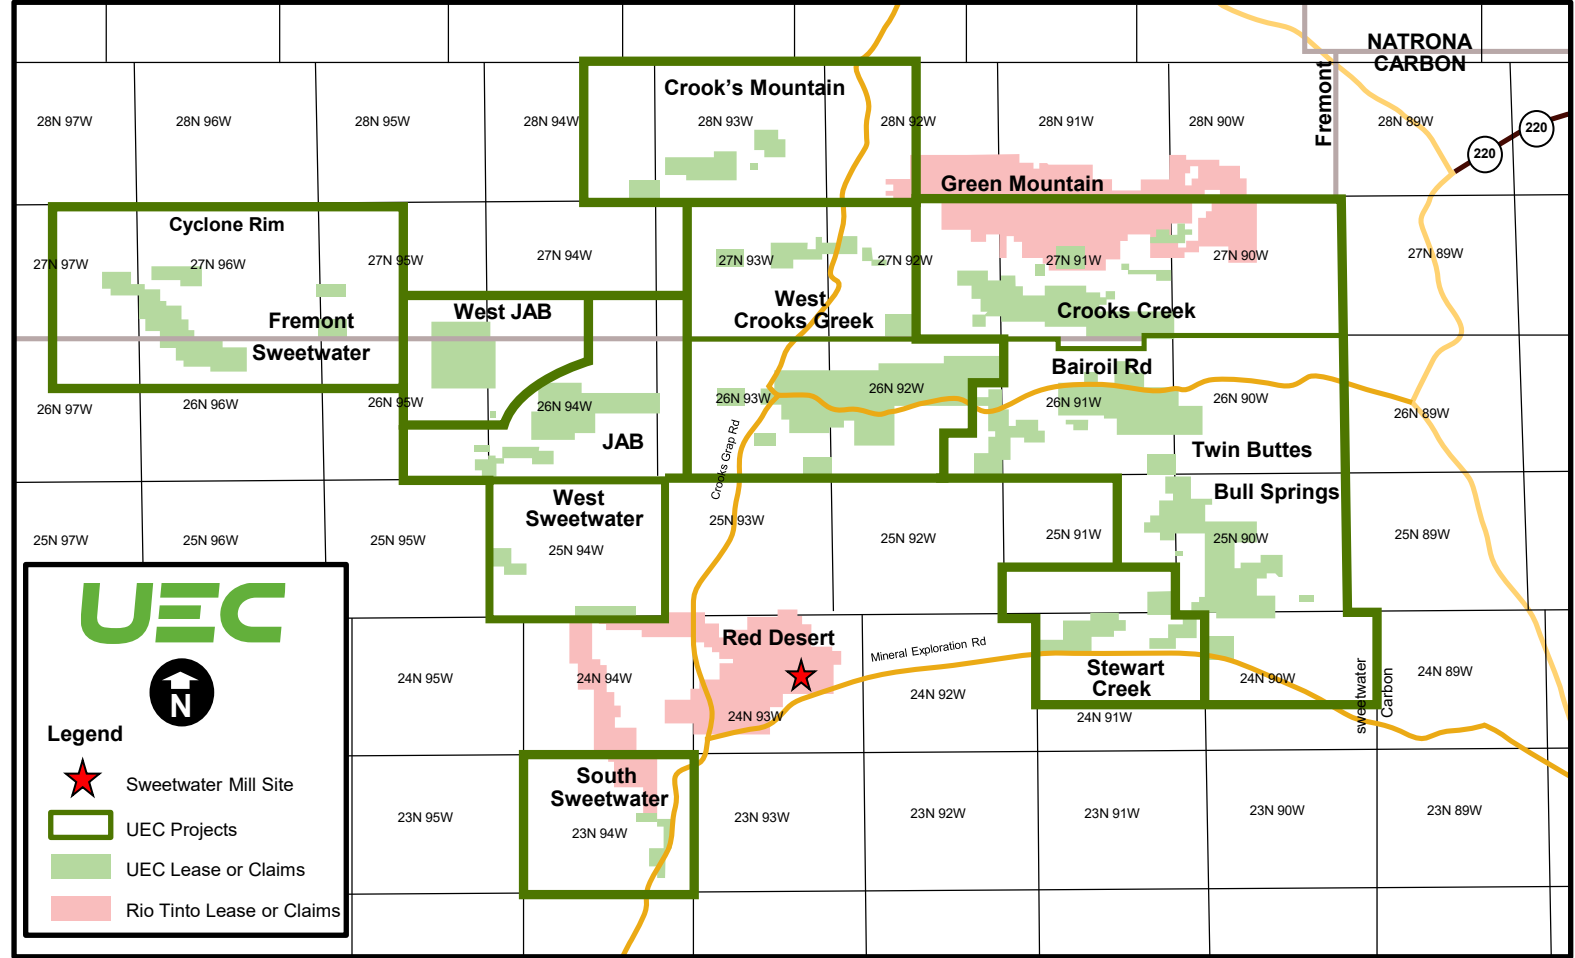 NATRONA
CARBON
Fremont
Crook's Mountain
28N 97W
28N 96W
28N 95W
28N 94W
28N 93W
28N 92W
28N 91W
28N 90W
28N 89W
220
220
Green Mountain
Cyclone Rim
27N 97W
27N 96W
27N 95W
27N 94W
27N 93W
27N 92W
27N 91W
27N 90W
27N 89W
West JAB
West
Crooks Greek
Crooks Creek
Fremont
Sweetwater
Bairoil Rd
26N 97W
26N 96W
26N 95W
26N 94W
26N 93W
26N 92W
26N 91W
26N 90W
26N 89W
JAB
Crooks Grap Rd
Twin Buttes
Bull Springs
West
Sweetwater
25N 97W
25N 96W
25N 95W
25N 94W
25N 93W
25N 92W
25N 91W
25N 90W
25N 89W
UEC
N
Red Desert
Mineral Exploration Rd
Stewart
Creek
sweetwater
Carbon
24N 95W
24N 94W
24N 93W
24N 92W
24N 91W
24N 90W
24N 89W
South
Sweetwater
23N 95W
23N 94W
23N 93W
23N 92W
23N 91W
23N 90W
23N 89W
Legend
Sweetwater Mill Site
UEC Projects
UEC Lease or Claims
Rio Tinto Lease or Claims